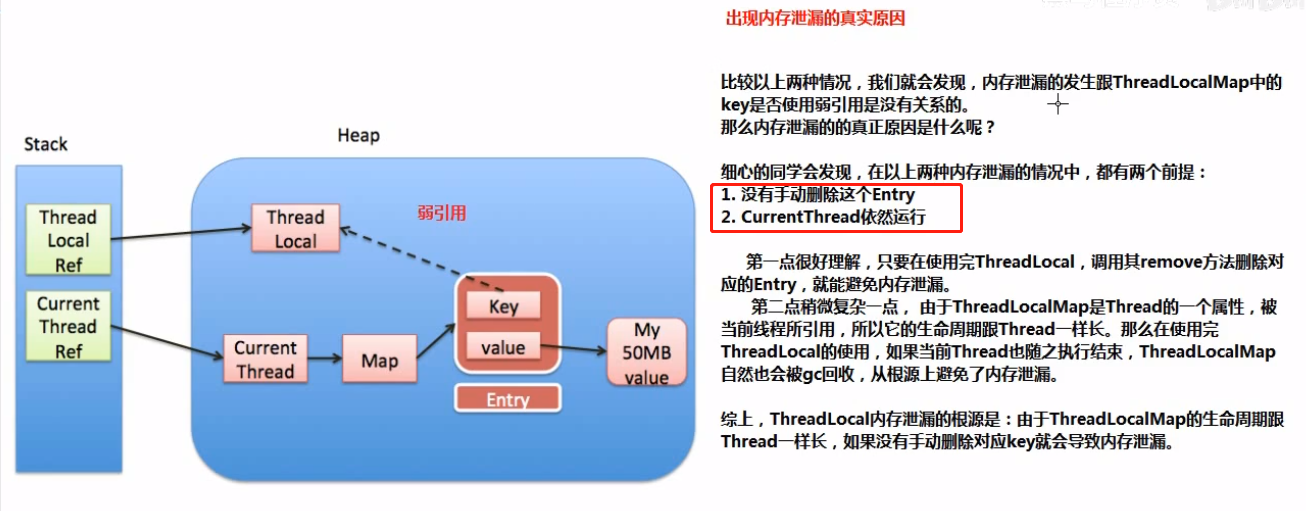 出现内存泄漏的真实原因
比较以上两种情况，我们就会发现，内存泄漏的发生跟ThreadLocalMap中的
key是否使用弱引用是没有关系的。
那么内存泄漏的的真正原因是什么呢？
细心的同学会发现，在以上两种内存泄漏的情况中，都有两个前提：
1. 没有手动删除这个Entry
2. CurrentThread依然运行
第一点很好理解，只要在使用完ThreadLocal，调用其remove方法删除对
应的Entry，就能避免内存泄漏。
第二点稍微复杂一点，由于ThreadLocalMap是Thread的一个属性，被
当前线程所引用，所以它的生命周期跟Thread一样长。那么在使用完
ThreadLocal的使用，如果当前Thread也随之执行结束，ThreadLocalMap
自然也会被gc回收，从根源上避免了内存泄漏。
综上，ThreadLocal内存泄漏的根源是：由于ThreadLocalMap的生命周期跟
Thread一样长，如果没有手动删除对应key就会导致内存泄漏。
Stack
Heap
Thread
Local
Ref
Current
Thread
Ref
Thread
Local
弱引用
Current
Thread
Map
Key
value
Entry
My
50MB
value